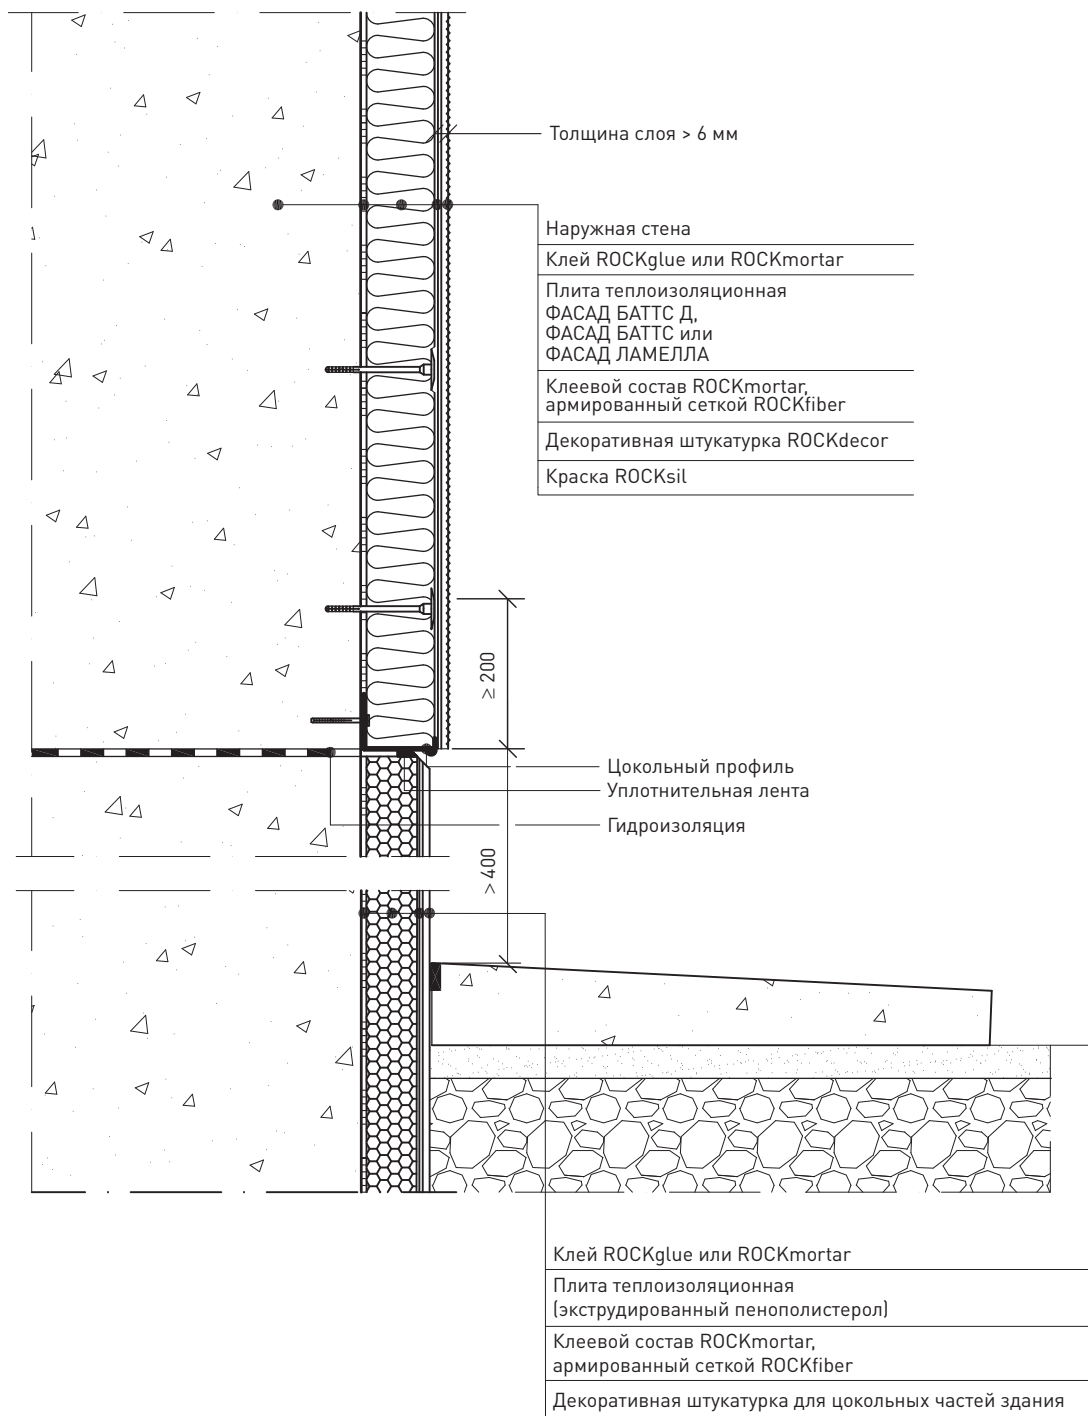 Толщина слоя > 6 мм
Наружная стена
Клей ROCKglue или ROCKmortar
Плита теплоизоляционная
ФАСАД БАТТС Д,
ФАСАД БАТТС или
ФАСАД ЛАМЕЛЛА
Клеевой состав ROCKmortar,
армированный сеткой ROCKfiber
Декоративная штукатурка ROCKdecor
Краска ROCKsil
≥ 200
Цокольный профиль
Уплотнительная лента
Гидроизоляция
> 400
Клей ROCKglue или ROCKmortar
Плита теплоизоляционная
(экструдированный пенополистерол)
Клеевой состав ROCKmortar,
армированный сеткой ROCKfiber
Декоративная штукатурка для цокольных частей здания